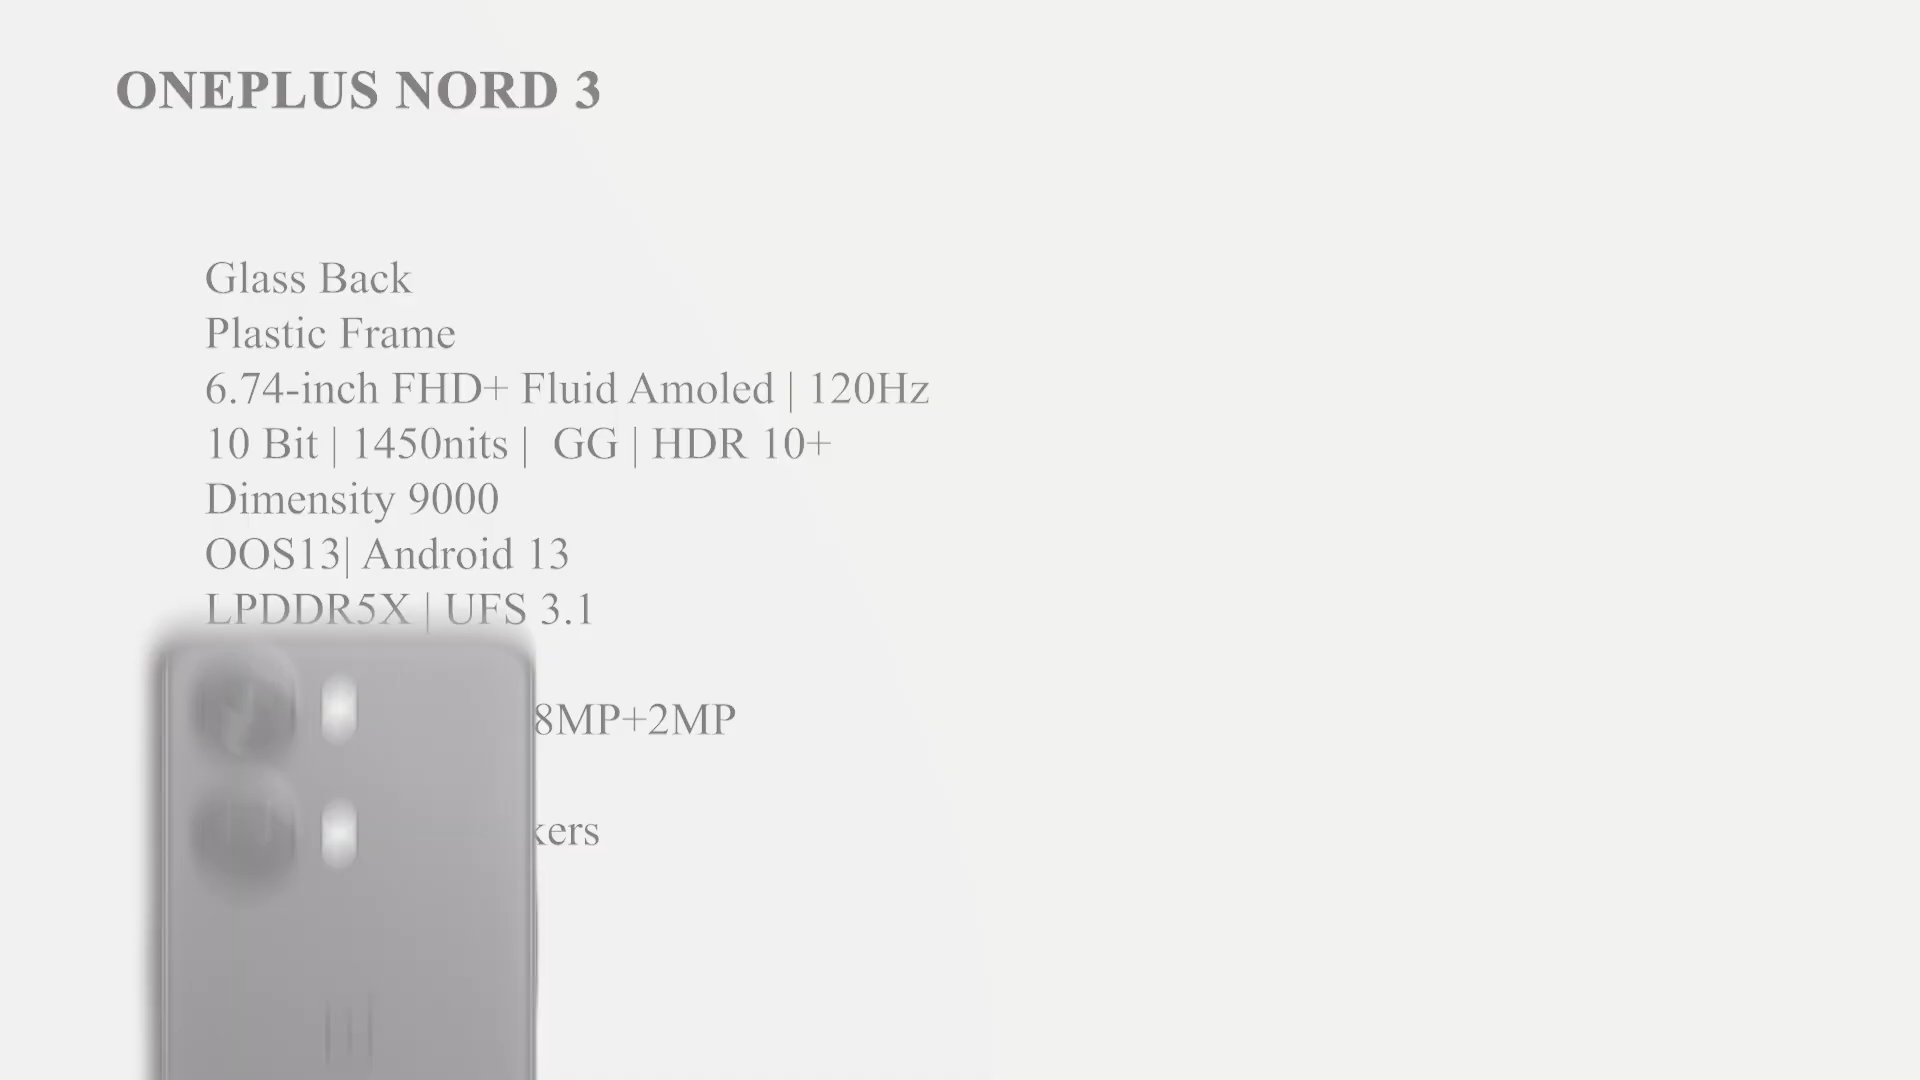 ONEPLUS NORD 3
Glass Back
Plastic Frame
6.74-inch FHD+ Fluid Amoled | 120Hz
10 Bit | 1450nits | GG | HDR 10+
Dimensity 9000
OOS13| Android 13
LPDDR5X | UFS 3.1
8MP+2MP